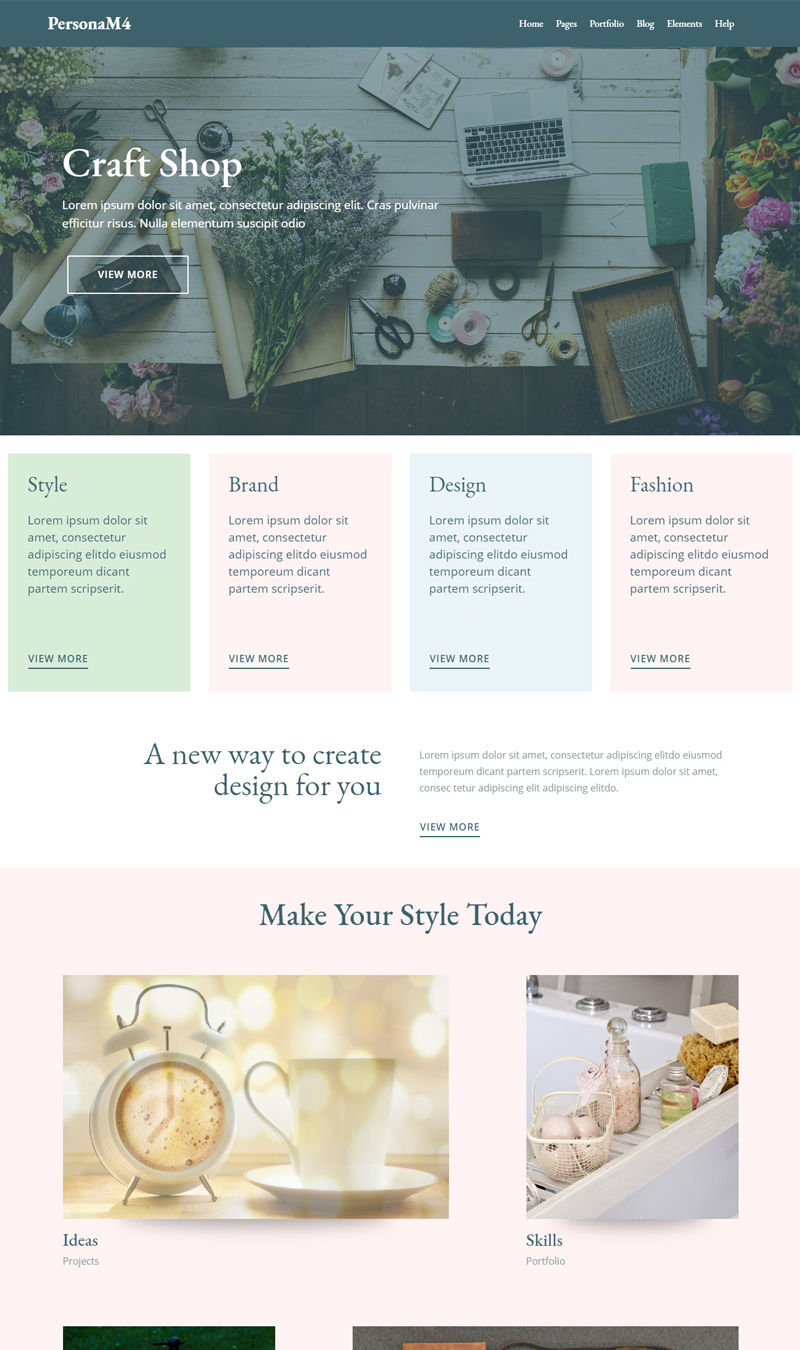 PersonaM4
Home Pages Portfolio Blog Elements Help
Craft Shop
Lorem ipsum dolor sit amet, consectetur adipiscing elit. Cras pulvinar
efficitur risus. Nulla elementum suscipit odio
VIEW MORE
Style
Lorem ipsum dolor sit
amet, consectetur
adipiscing elitdo eiusmod
temporeum dicant
partem scripserit.
VIEW MORE
Brand
Lorem ipsum dolor sit
amet, consectetur
adipiscing elitdo eiusmod
temporeum dicant
partem scripserit.
VIEW MORE
Design
Lorem ipsum dolor sit
amet, consectetur
adipiscing elitdo eiusmod
temporeum dicant
partem scripserit.
VIEW MORE
Fashion
Lorem ipsum dolor sit
amet, consectetur
adipiscing elitdo eiusmod
temporeum dicant
partem scripserit.
VIEW MORE
A new way to create
design for you
Lorem ipsum dolor sit amet, consectetur adipiscing elitdo eiusmod
temporeum dicant partem scripserit. Lorem ipsum dolor sit amet,
consec tetur adipiscing elit adipiscing elitdo.
VIEW MORE
Make Your Style Today
Ideas
Projects
Skills
Portfolio